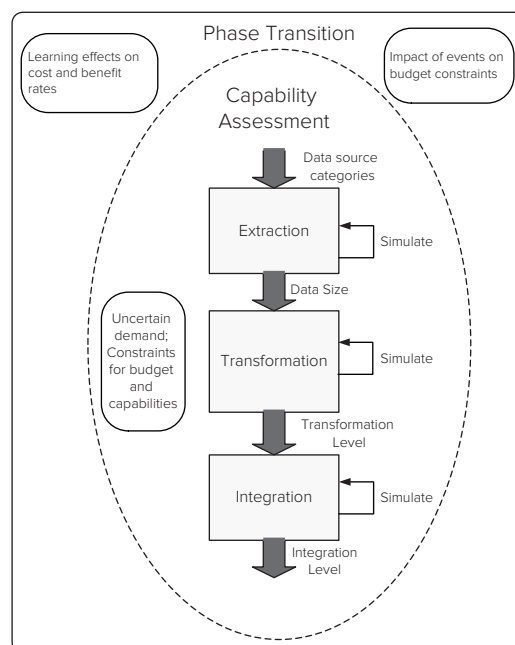 Phase Transition
Learning effects on
cost and benefit
rates
Impact of events on
budget constraints
Capability
Assessment
Data source
categories
Extraction
Simulate
Data Size
Uncertain
demand;
Constraints
for budget
and
capabilities
Transformation
Simulate
Transformation
Level
Integration
Simulate
Integration
Level